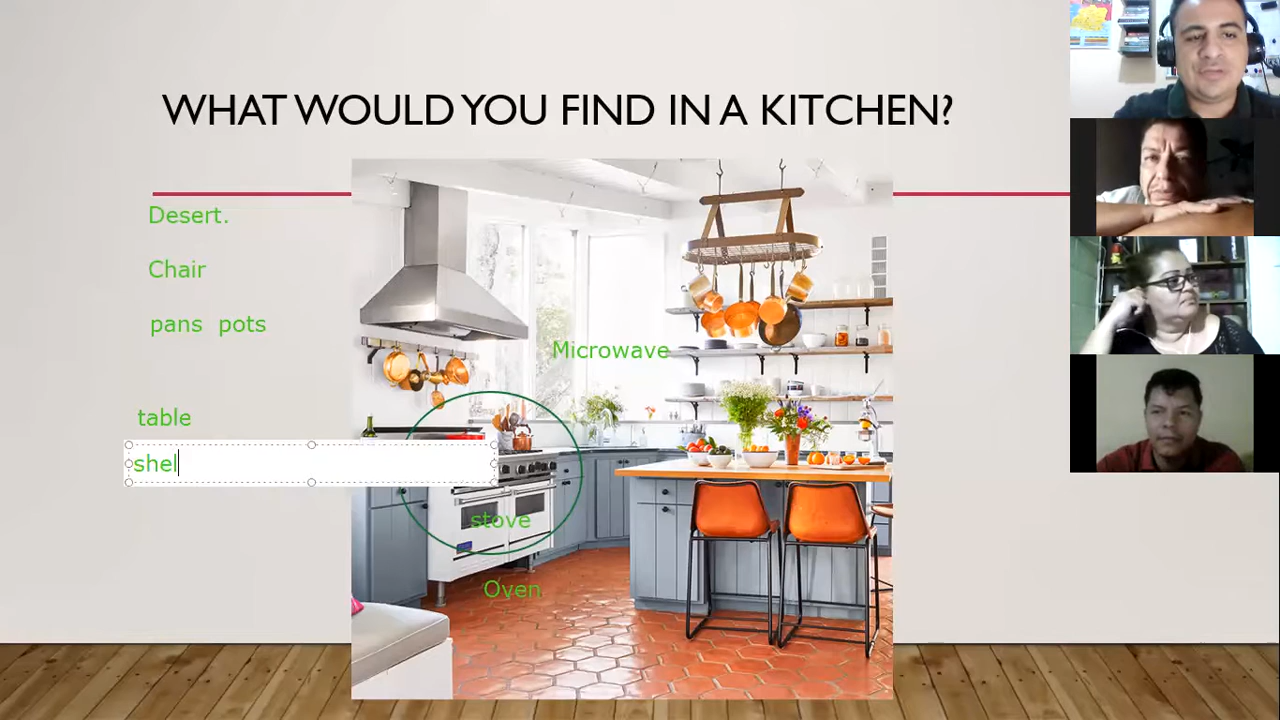 WHAT WOULD YOU FIND IN A KITCHEN?
Desert.
Chair
pans pots
Microwave
table
shel
stove
Oven